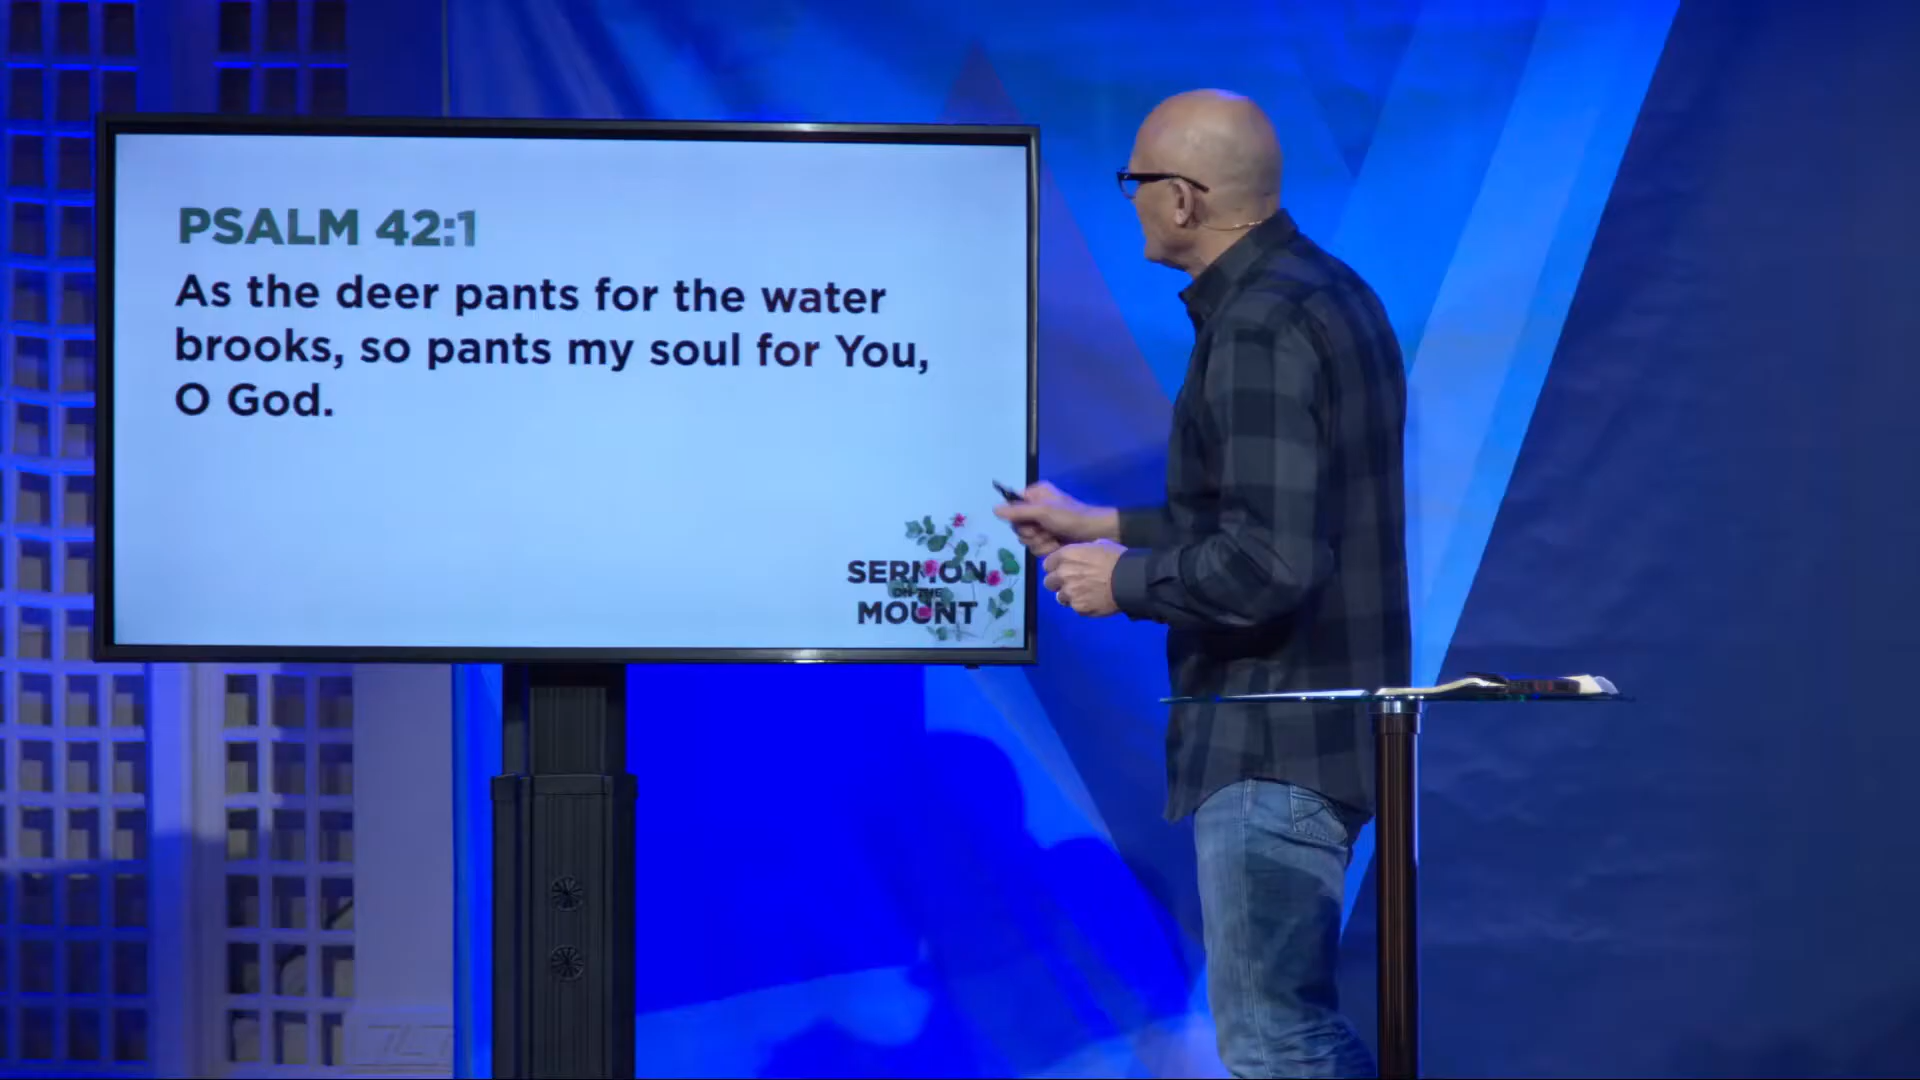 PSALM 42:1
As the deer pants for the water
brooks, so pants my soul for You,
O God.
SERMON
ON THE
MOUNT